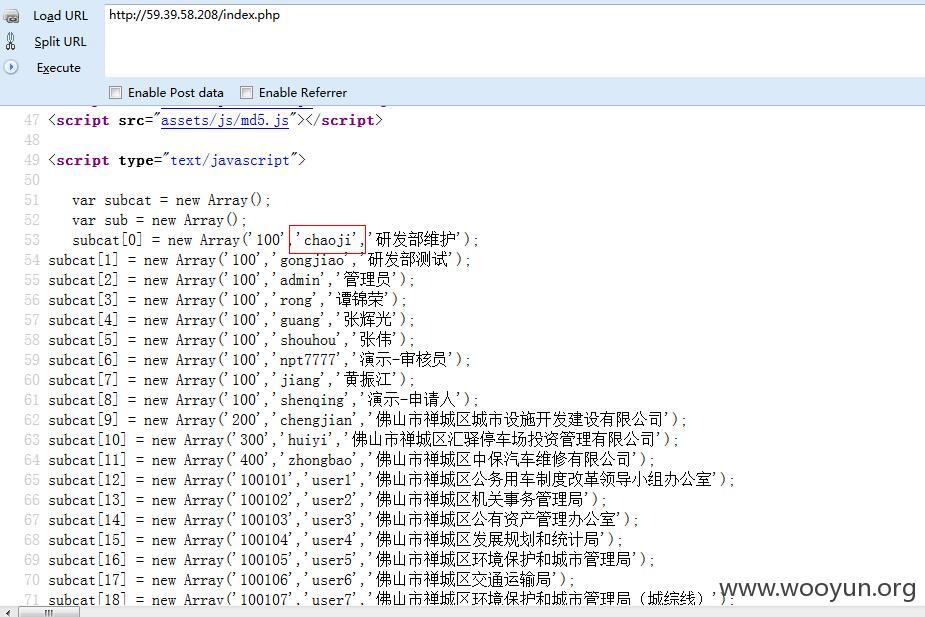 Load URL
http://59.39.58.208/index.php
Split URL
Execute
Enable Post data
Enable Referrer
47 <script src="assets/js/md5.js"></script>
48
49 <script type="text/javascript">
50
51 var subcat = new Array();
52 var sub = new Array();
53 subcat[0] = new Array('100','chaoji','研发部维护');
54 subcat[1] = new Array('100','gongjiao','研发部测试');
55 subcat[2] = new Array('100','admin','管理员');
56 subcat[3] = new Array('100','rong','谭锦荣');
57 subcat[4] = new Array('100','guang','张辉光');
58 subcat[5] = new Array('100','shouhou','张伟');
59 subcat[6] = new Array('100','npt7777','演示-审核员');
60 subcat[7] = new Array('100','jiang','黄振江');
61 subcat[8] = new Array('100','shenqing','演示-申请人');
62 subcat[9] = new Array('200','chengjian','佛山市禅城区城市设施开发建设有限公司');
63 subcat[10] = new Array('300','huiyi','佛山市禅城区汇驿停车场投资管理有限公司');
64 subcat[11] = new Array('400','zhongbao','佛山市禅城区中保汽车维修有限公司');
65 subcat[12] = new Array('100101','user1','佛山市禅城区公务用车制度改革领导小组办公室');
66 subcat[13] = new Array('100102','user2','佛山市禅城区机关事务管理局');
67 subcat[14] = new Array('100103','user3','佛山市禅城区公有资产管理办公室');
68 subcat[15] = new Array('100104','user4','佛山市禅城区发展规划和统计局');
69 subcat[16] = new Array('100105','user5','佛山市禅城区环境保护和城市管理局');
70 subcat[17] = new Array('100106','user6','佛山市禅城区交通运输局');
71 subcat[18] = new Array('100107','user7','佛山市禅城区环境保护和城市管理局（城综线）');
www.wooyun.org